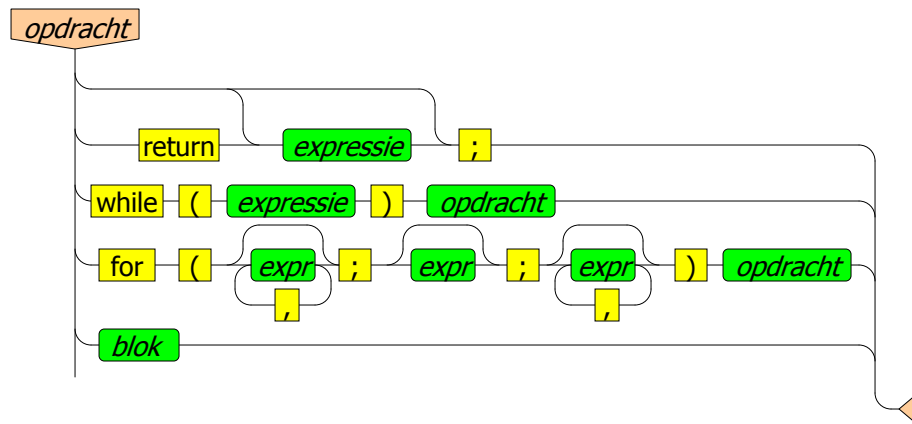 opdracht
return expressie ;
while ( expressie ) opdracht
for ( expr ; expr ; expr ) opdracht
, ,
blok